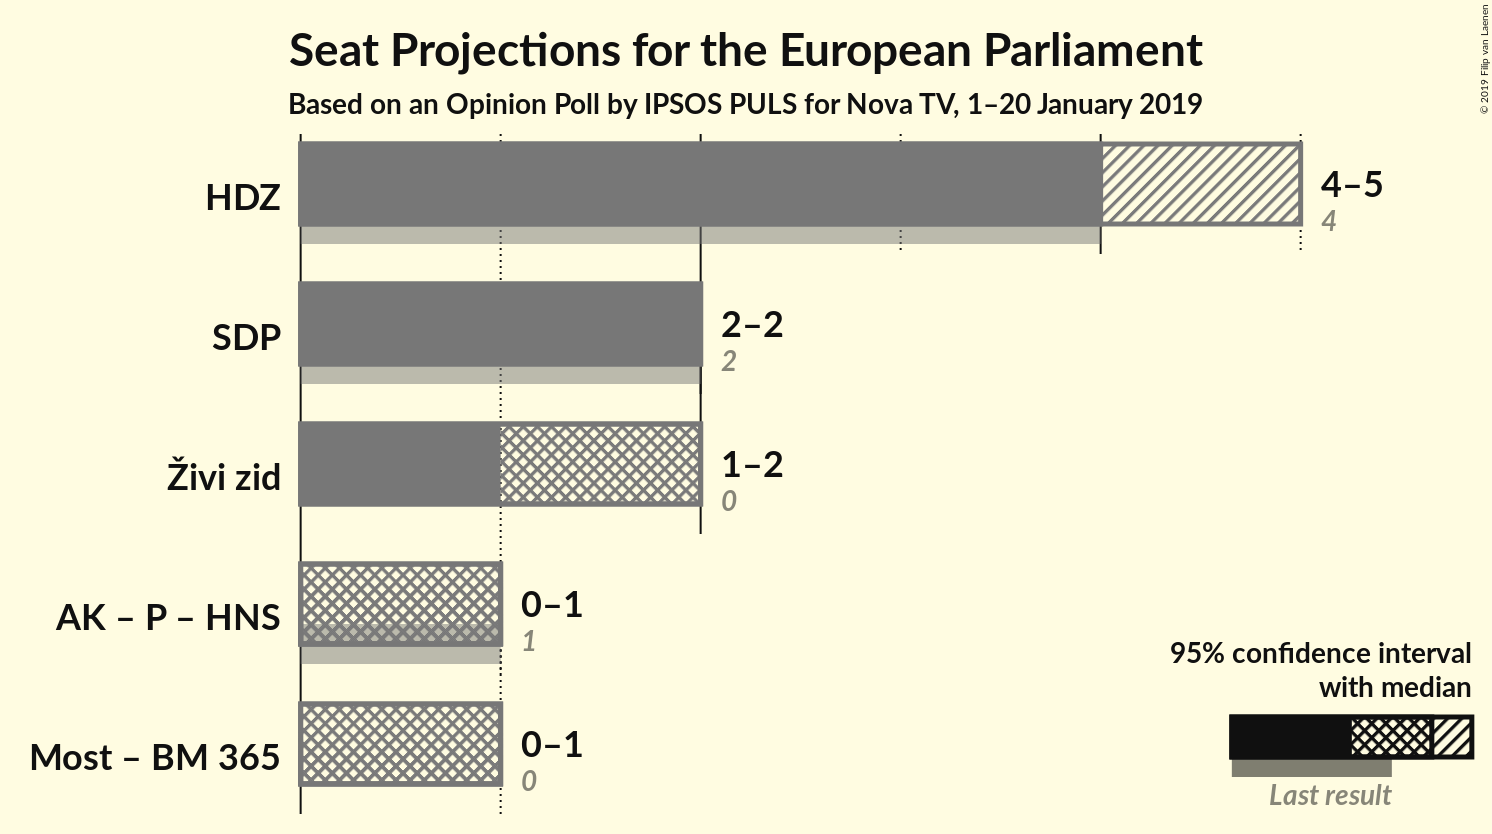 Seat Projections for the European Parliament
Based on an Opinion Poll by IPSOS PULS for Nova TV, 1–20 January 2019
© 2019 Filip van Laenen
HDZ
4–5
4
SDP
2–2
2
Živi zid
1–2
0
AK – P – HNS
0–1
1
Most – BM 365
0–1
0
95% confidence interval
with median
Last result